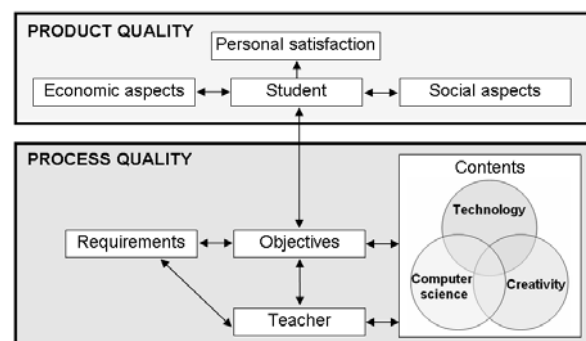 PRODUCT QUALITY
Personal satisfaction
Economic aspects
Student
Social aspects
PROCESS QUALITY
Contents
Technology
Requirements
Objectives
Computer
science
Creativity
Teacher